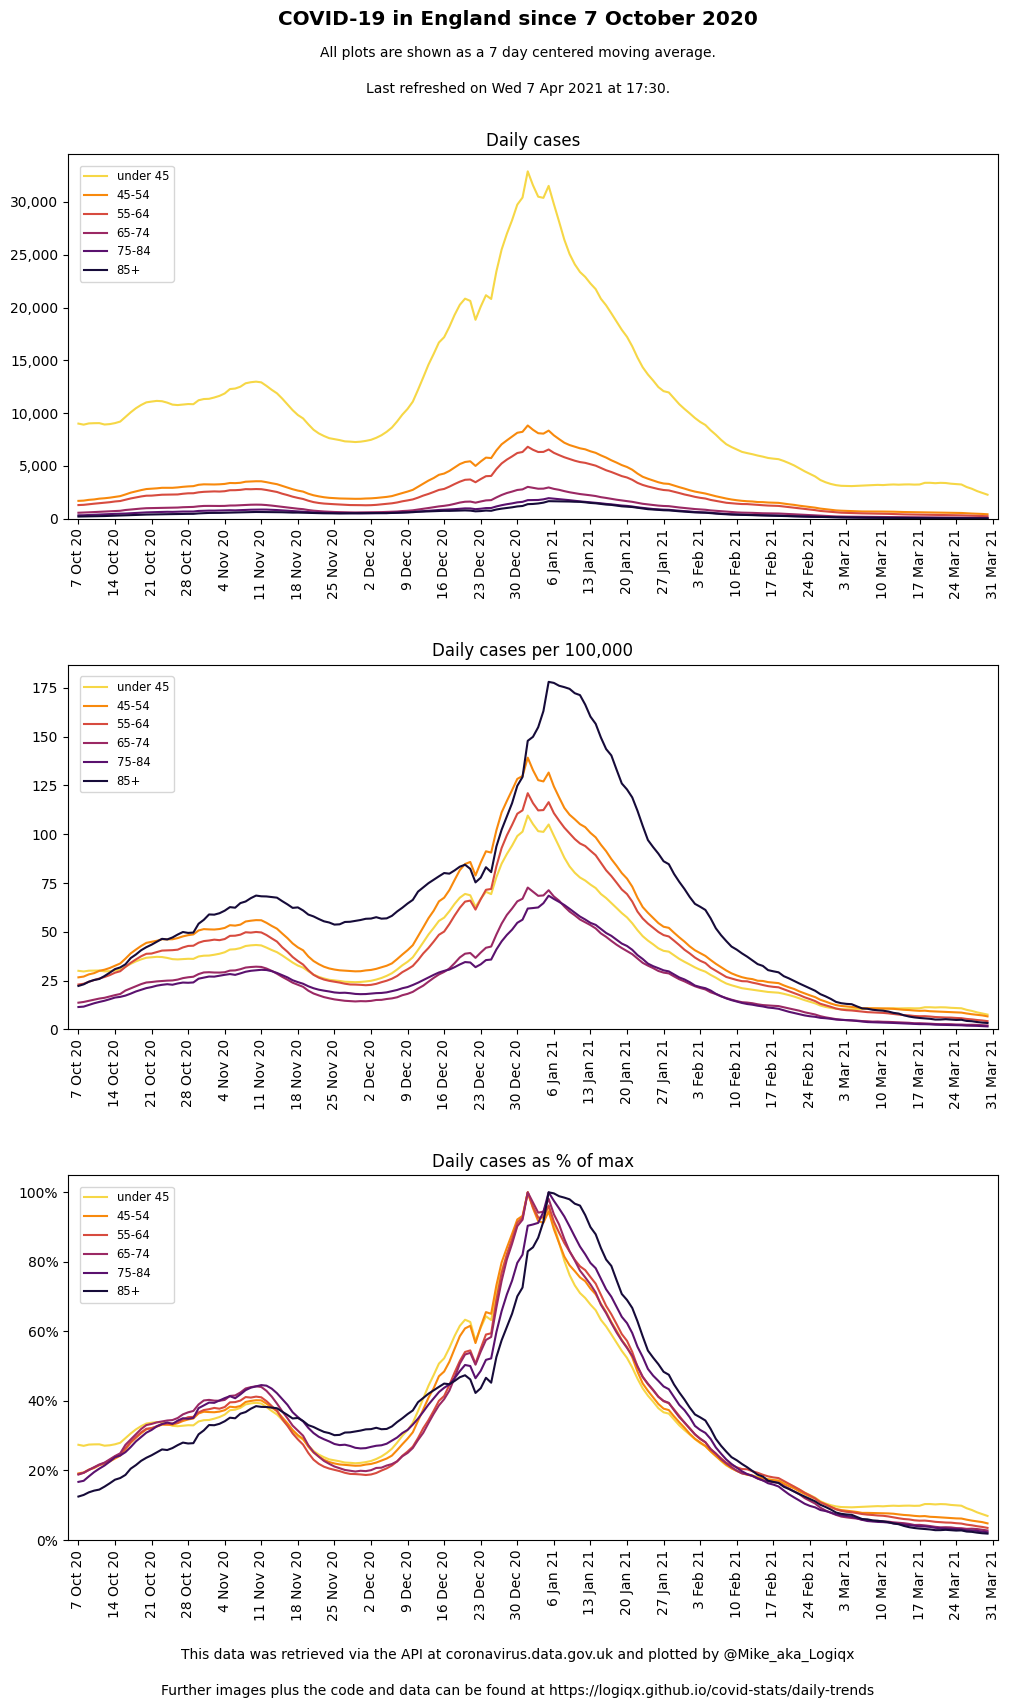 COVID-19 in England since 7 October 2020
All plots are shown as a 7 day centered moving average.
Last refreshed on Wed 7 Apr 2021 at 17:30.
Daily cases
under 45
45-54
55-64
65-74
75-84
85+
30,000
25,000
20,000
15,000
10,000
5,000
0
7 Oct 20
14 Oct 20
21 Oct 20
28 Oct 20
4 Nov 20
11 Nov 20
18 Nov 20
25 Nov 20
2 Dec 20
9 Dec 20
16 Dec 20
23 Dec 20
30 Dec 20
6 Jan 21
13 Jan 21
20 Jan 21
27 Jan 21
3 Feb 21
10 Feb 21
17 Feb 21
24 Feb 21
3 Mar 21
10 Mar 21
17 Mar 21
24 Mar 21
31 Mar 21
Daily cases per 100,000
under 45
45-54
55-64
65-74
75-84
85+
175
150
125
100
75
50
25
0
7 Oct 20
14 Oct 20
21 Oct 20
28 Oct 20
4 Nov 20
11 Nov 20
18 Nov 20
25 Nov 20
2 Dec 20
9 Dec 20
16 Dec 20
23 Dec 20
30 Dec 20
6 Jan 21
13 Jan 21
20 Jan 21
27 Jan 21
3 Feb 21
10 Feb 21
17 Feb 21
24 Feb 21
3 Mar 21
10 Mar 21
17 Mar 21
24 Mar 21
31 Mar 21
Daily cases as % of max
under 45
45-54
55-64
65-74
75-84
85+
100%
80%
60%
40%
20%
0%
7 Oct 20
14 Oct 20
21 Oct 20
28 Oct 20
4 Nov 20
11 Nov 20
18 Nov 20
25 Nov 20
2 Dec 20
9 Dec 20
16 Dec 20
23 Dec 20
30 Dec 20
6 Jan 21
13 Jan 21
20 Jan 21
27 Jan 21
3 Feb 21
10 Feb 21
17 Feb 21
24 Feb 21
3 Mar 21
10 Mar 21
17 Mar 21
24 Mar 21
31 Mar 21
This data was retrieved via the API at coronavirus.data.gov.uk and plotted by @Mike_aka_Logiqx
Further images plus the code and data can be found at https://logiqx.github.io/covid-stats/daily-trends